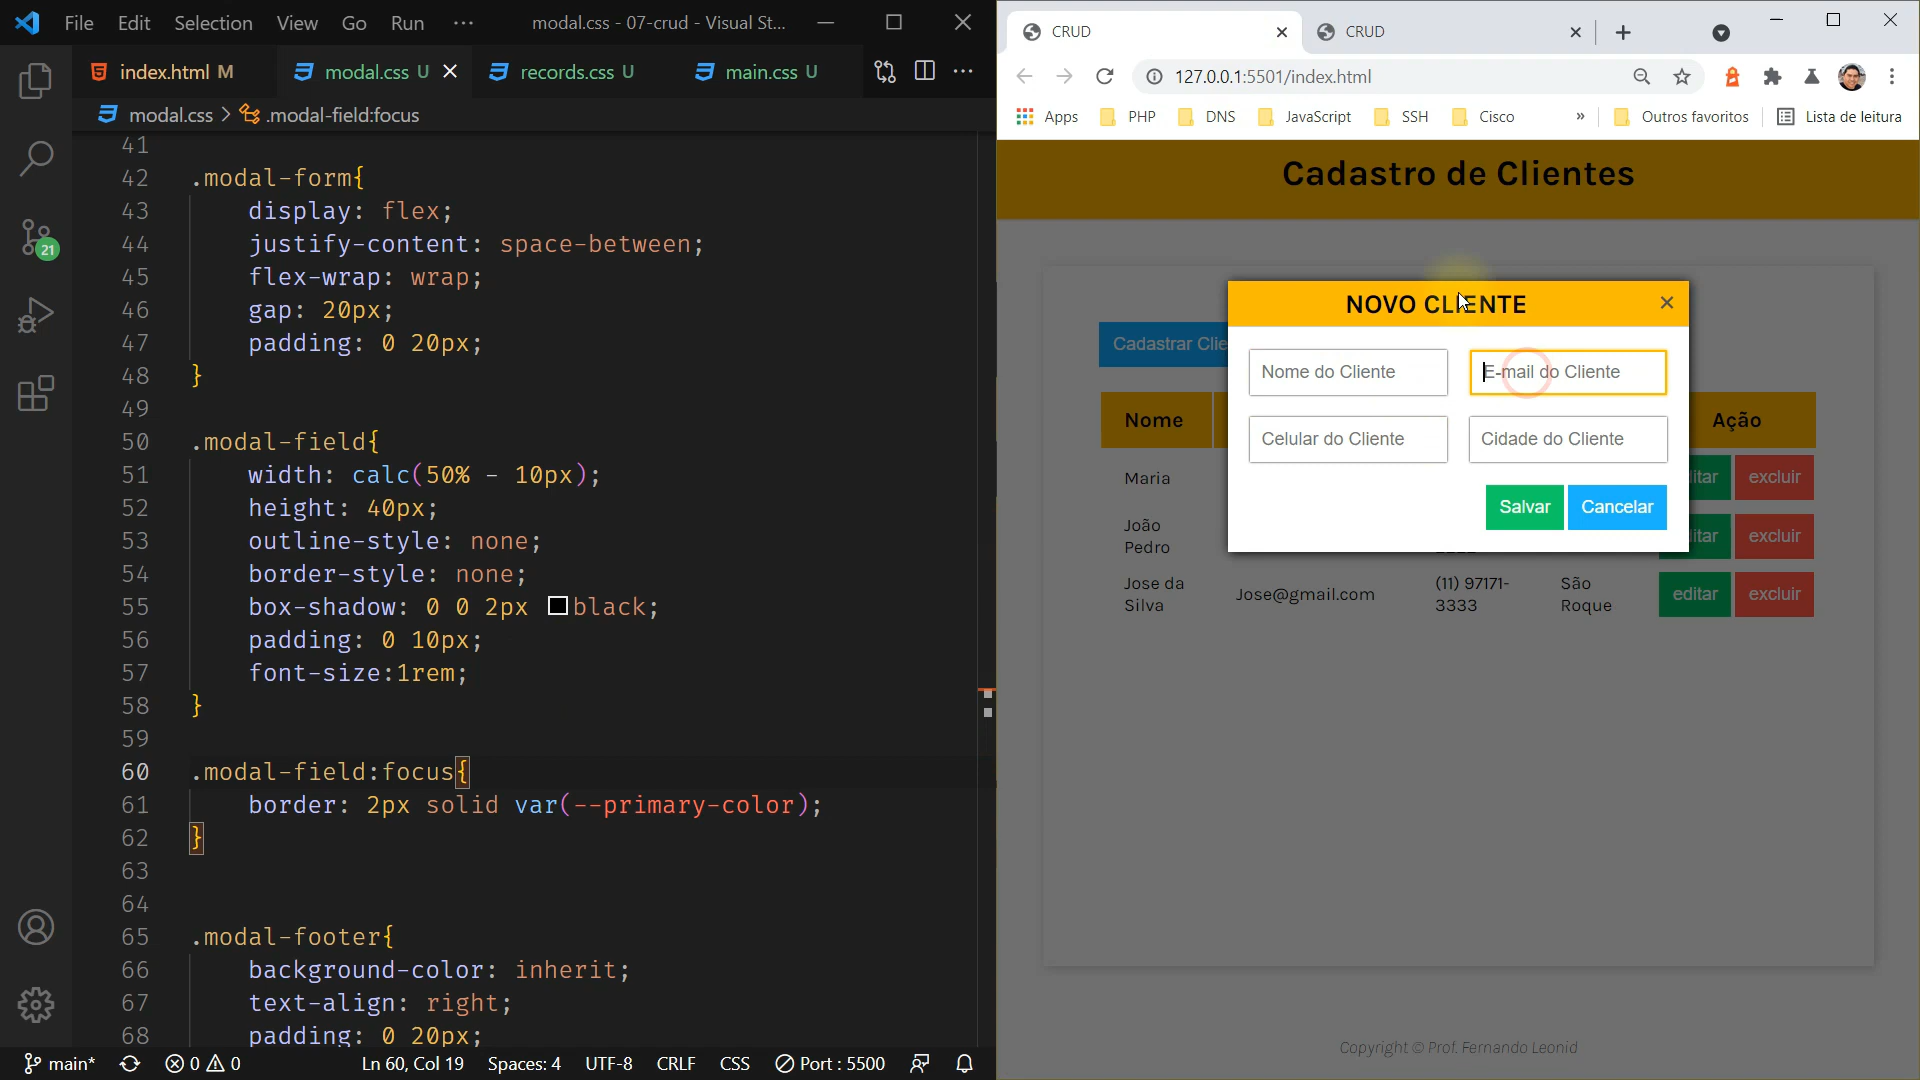 File Edit Selection View Go Run ··· modal.css - 07-crud - Visual St...
index.html M modal.css U records.css U main.css U
modal.css > .modal-field:focus
41
42 .modal-form{
43 display: flex;
44 justify-content: space-between;
45 flex-wrap: wrap;
46 gap: 20px;
47 padding: 0 20px;
48 }
49
50 .modal-field{
51 width: calc(50% - 10px);
52 height: 40px;
53 outline-style: none;
54 border-style: none;
55 box-shadow: 0 0 2px black;
56 padding: 0 10px;
57 font-size:1rem;
58 }
59
60 .modal-field:focus{
61 border: 2px solid var(--primary-color);
62 }
63
64
65 .modal-footer{
66 background-color: inherit;
67 text-align: right;
68 padding: 0 20px;
21
main* 0 0 Ln 60, Col 19 Spaces: 4 UTF-8 CRLF CSS Port : 5500
CRUD CRUD
127.0.0.1:5501/index.html
Apps PHP DNS JavaScript SSH Cisco » Outros favoritos Lista de leitura
Cadastro de Clientes
NOVO CLIENTE ×
Cadastrar Clie
Nome do Cliente E-mail do Cliente
Nome Ação
Celular do Cliente Cidade do Cliente
Maria itar excluir
Salvar Cancelar
João
Pedro itar excluir
Jose da
Silva Jose@gmail.com (11) 97171-
3333 São
Roque editar excluir
Copyright © Prof. Fernando Leonid